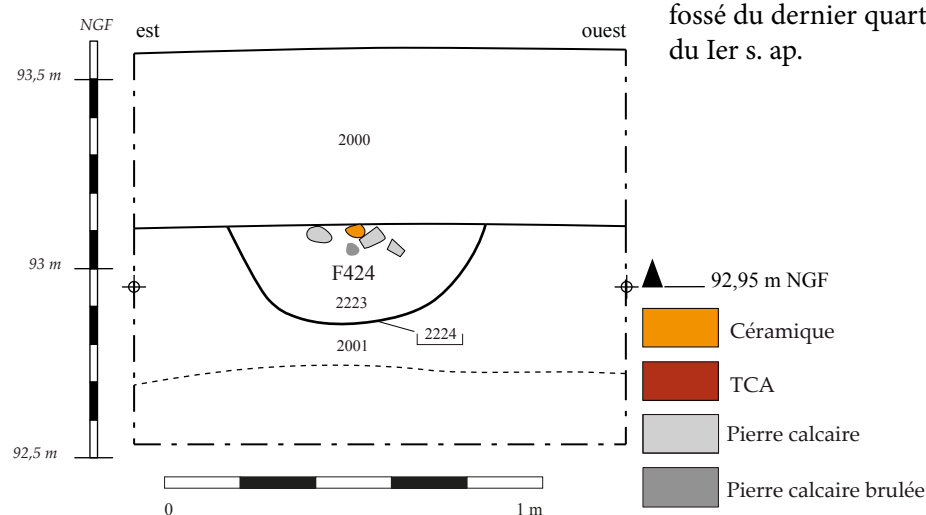 NGF
est
ouest
fossé du dernier quart
du Ier s. ap.
93,5 m
2000
93 m
F424
2223
2224
2001
92,95 m NGF
Céramique
TCA
Pierre calcaire
Pierre calcaire brulée
92,5 m
0
1 m